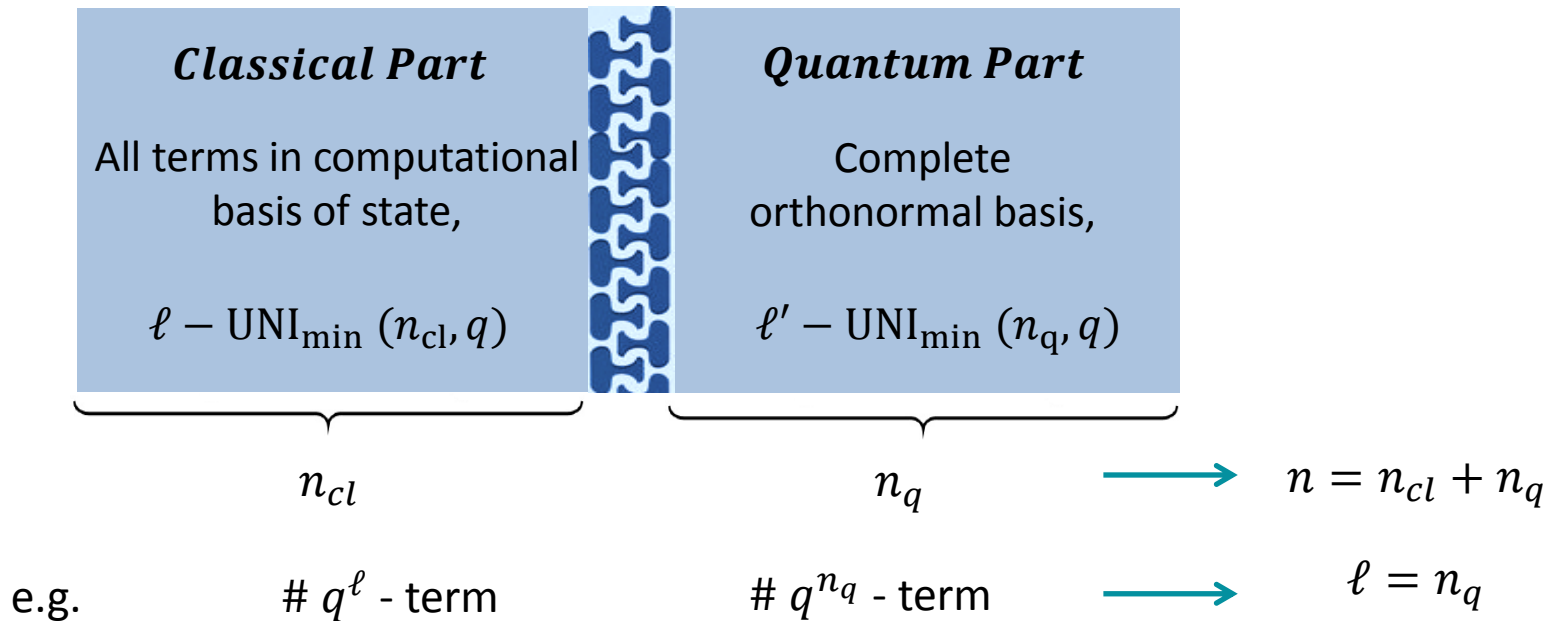 Classical Part
All terms in computational
basis of state,
ℓ − UNI_min (n_cl, q)
Quantum Part
Complete
orthonormal basis,
ℓ′ − UNI_min (n_q, q)
n_cl n_q n = n_cl + n_q
e.g. # q^ℓ - term # q^{n_q} - term ℓ = n_q